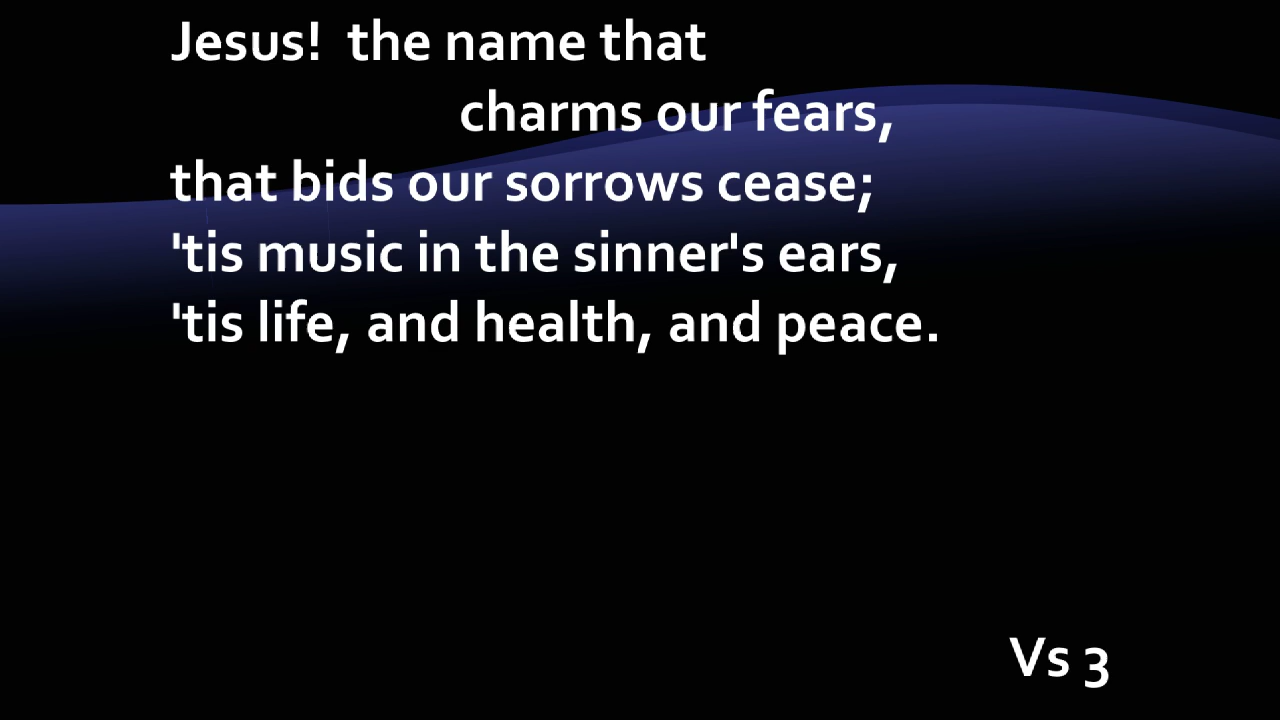 Jesus!  the name that
charms our fears,
that bids our sorrows cease;
'tis music in the sinner's ears,
'tis life, and health, and peace.
Vs 3